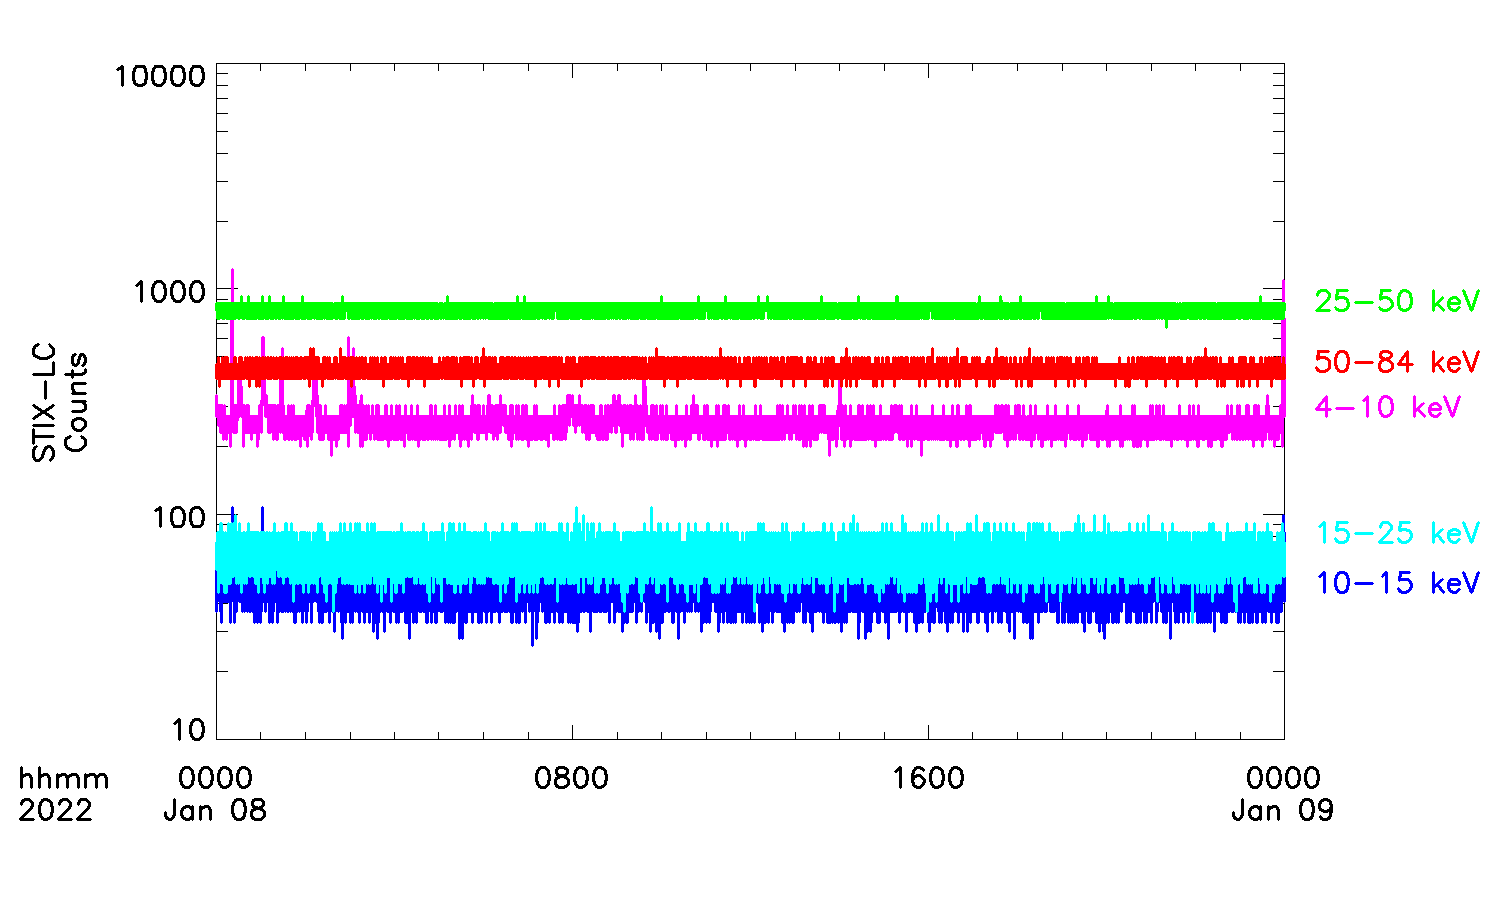 10000
1000
100
10
STIX-LC
Counts
25-50 keV
50-84 keV
4-10 keV
15-25 keV
10-15 keV
hhmm 0000 0800 1600 0000
2022 Jan 08 Jan 09